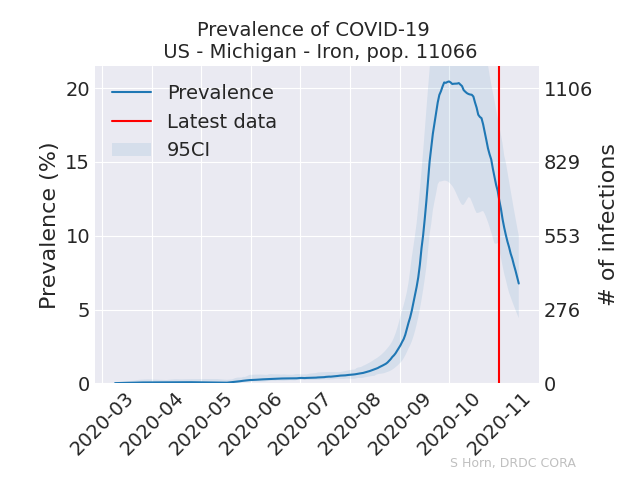 Prevalence of COVID-19
US - Michigan - Iron, pop. 11066
Prevalence
Latest data
95CI
Prevalence (%)
20
15
10
5
0
1106
829
553
276
0
# of infections
2020-03
2020-04
2020-05
2020-06
2020-07
2020-08
2020-09
2020-10
2020-11
S Horn, DRDC CORA